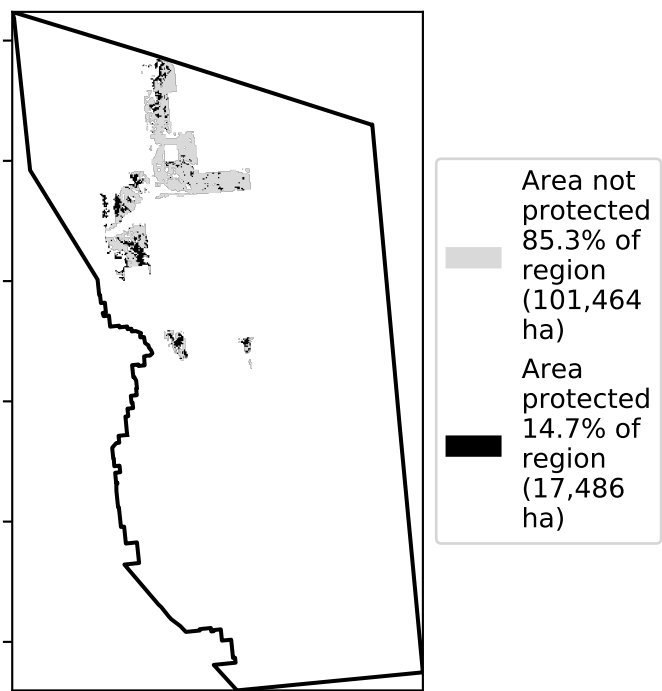 Area not
protected
85.3% of
region
(101,464
ha)
Area
protected
14.7% of
region
(17,486
ha)